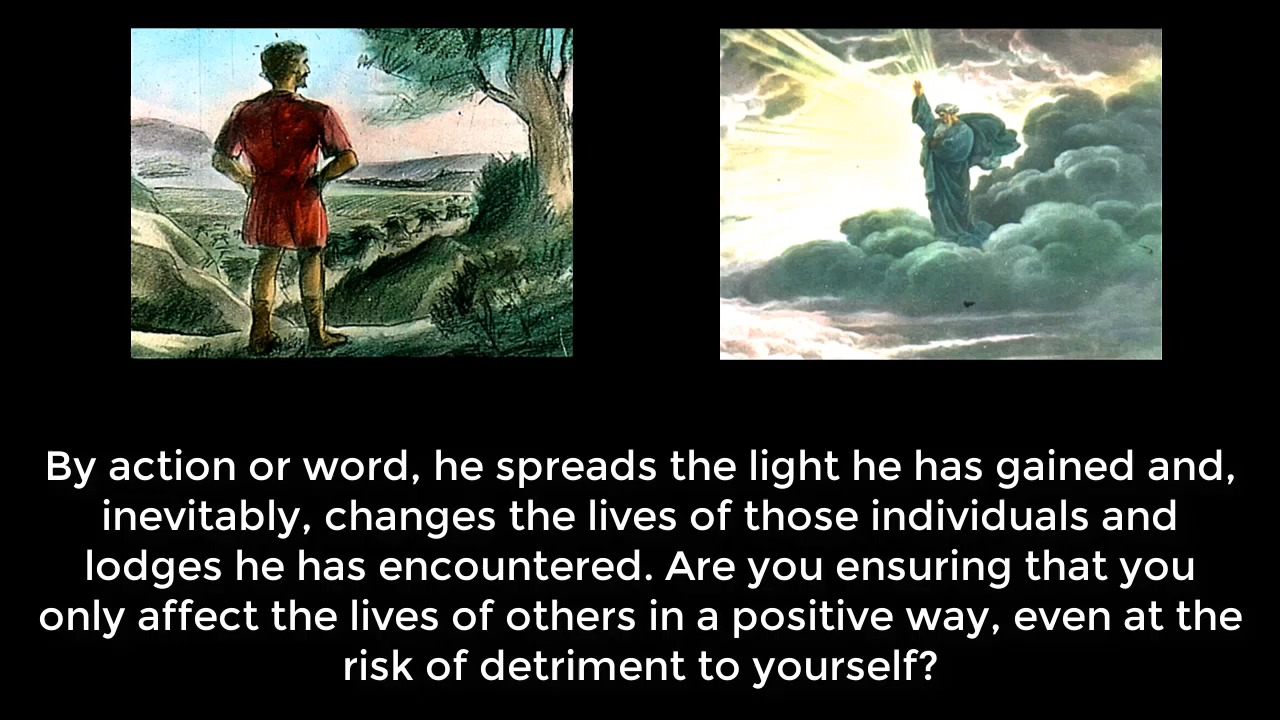 By action or word, he spreads the light he has gained and,
inevitably, changes the lives of those individuals and
lodges he has encountered. Are you ensuring that you
only affect the lives of others in a positive way, even at the
risk of detriment to yourself?